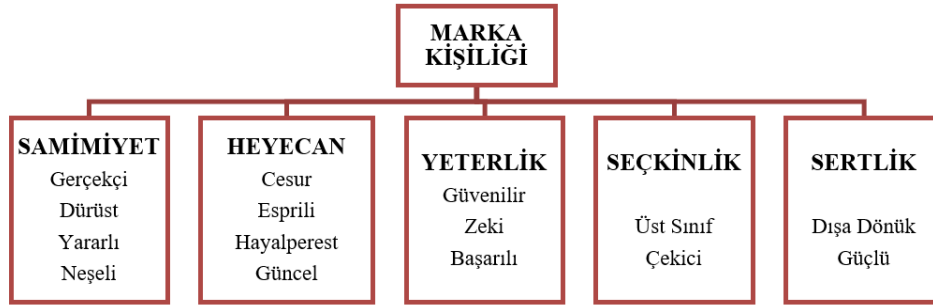 MARKA
KİŞİLİĞİ
SAMİMİYET
Gerçekçi
Dürüst
Yararlı
Neşeli
HEYECAN
Cesur
Esprili
Hayalperest
Güncel
YETERLİK
Güvenilir
Zeki
Başarılı
SEÇKİNLİK
Üst Sınıf
Çekici
SERTLİK
Dışa Dönük
Güçlü